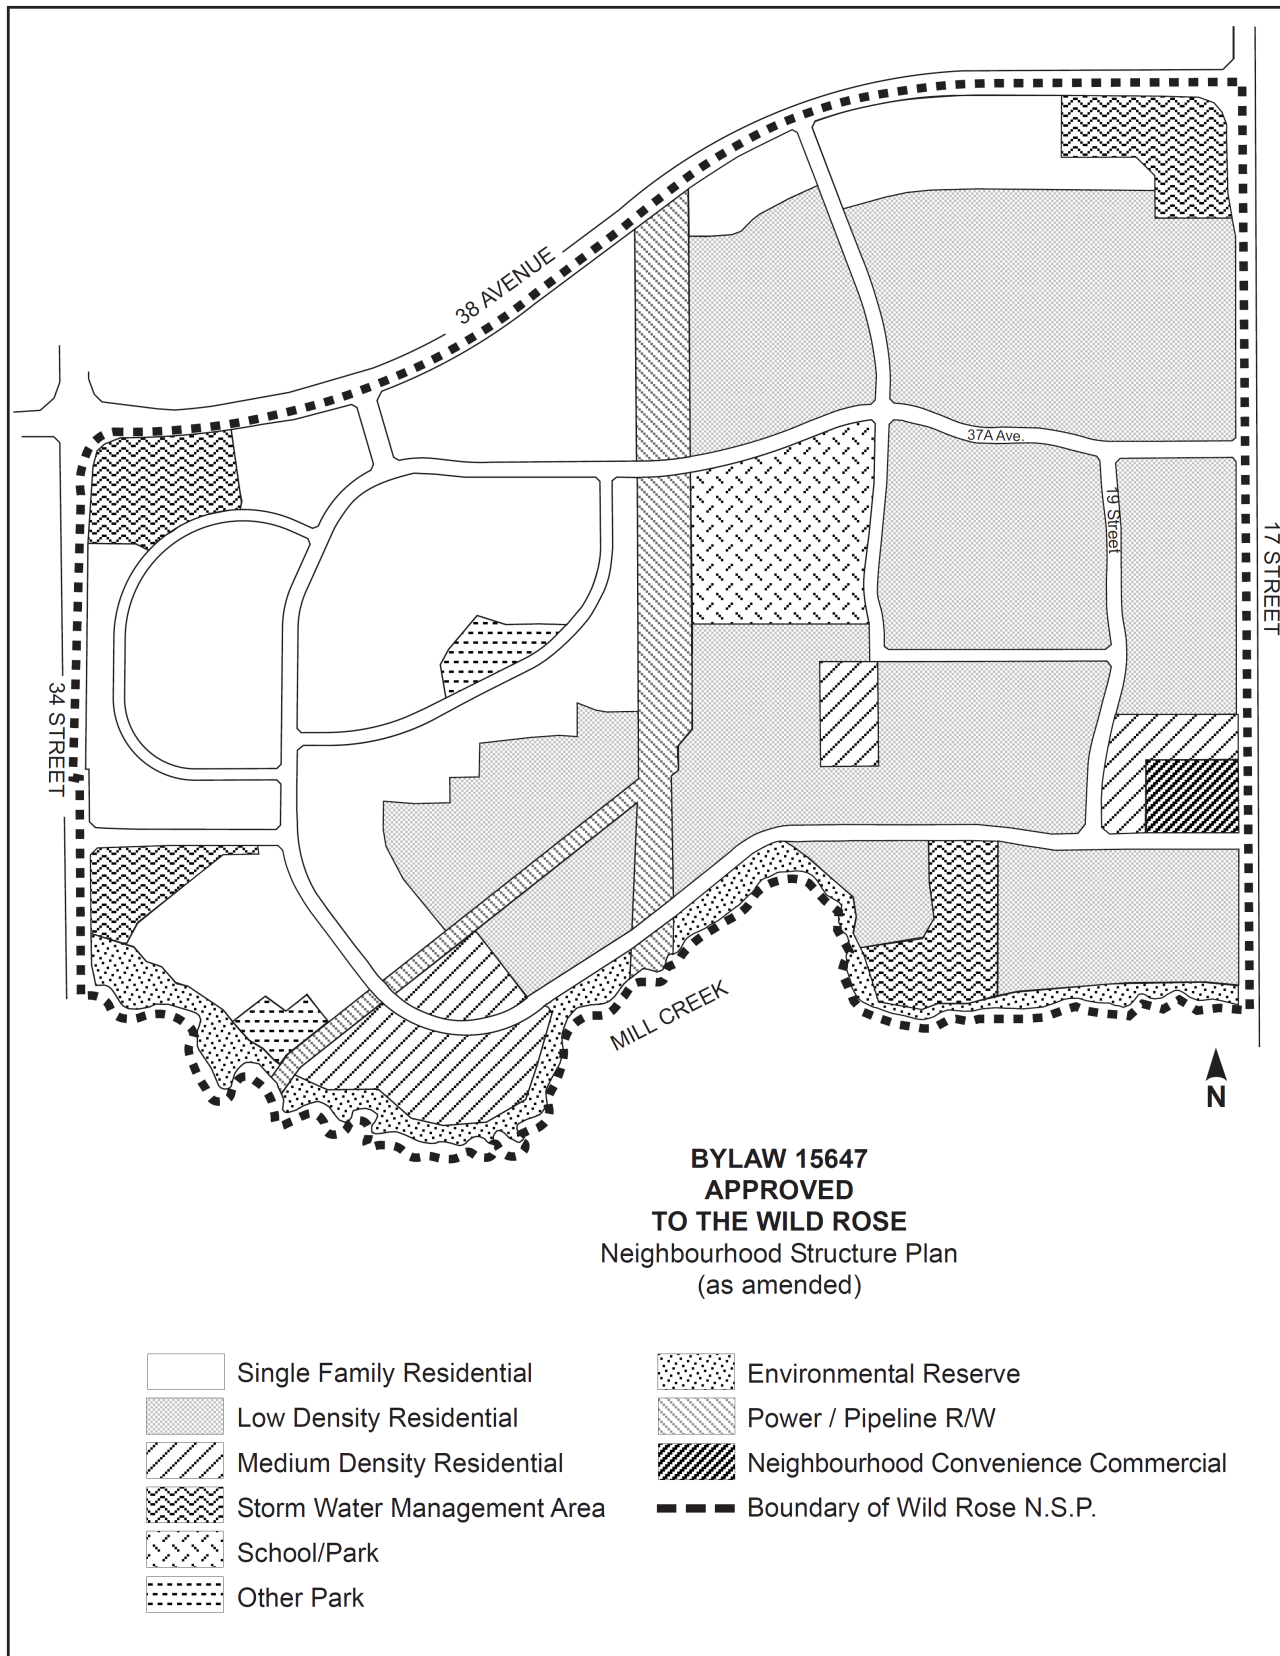 38 AVENUE
37A Ave.
19 Street
17 STREET
34 STREET
MILL CREEK
N
BYLAW 15647
APPROVED
TO THE WILD ROSE
Neighbourhood Structure Plan
(as amended)
Single Family Residential
Low Density Residential
Medium Density Residential
Storm Water Management Area
School/Park
Other Park
Environmental Reserve
Power / Pipeline R/W
Neighbourhood Convenience Commercial
Boundary of Wild Rose N.S.P.